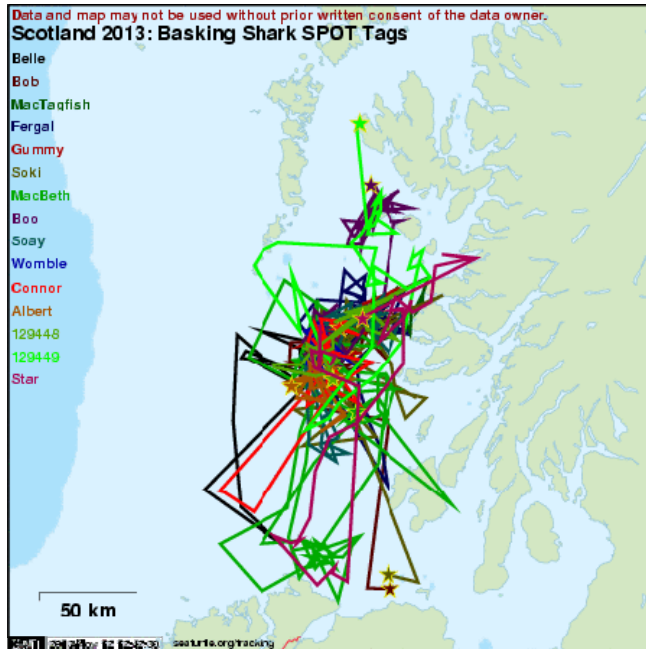 Data and map may not be used without prior written consent of the data owner.
Scotland 2013: Basking Shark SPOT Tags
Belle
Bob
MacTagfish
Fergal
Gummy
Soki
MacBeth
Boo
Soay
Womble
Connor
Albert
129448
129449
Star
50 km
seaturtle.org/tracking